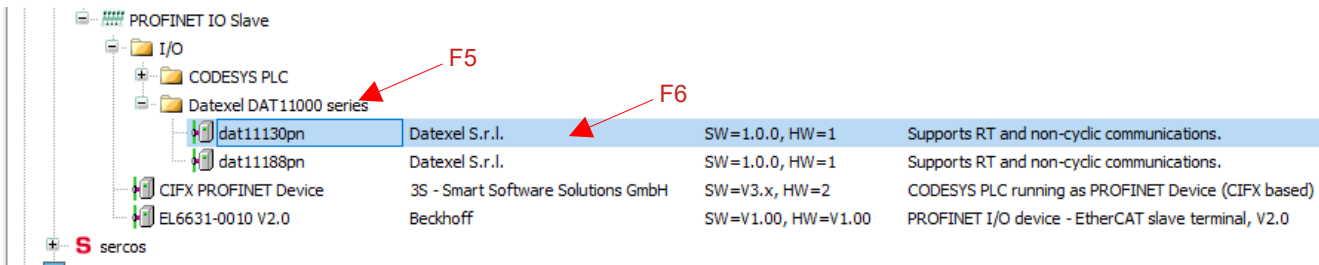 PROFINET IO Slave
I/O
F5
CODESYS PLC
F6
Datexel DAT11000 series
dat11130pn Datexel S.r.l. SW=1.0.0, HW=1 Supports RT and non-cyclic communications.
dat11188pn Datexel S.r.l. SW=1.0.0, HW=1 Supports RT and non-cyclic communications.
CIFX PROFINET Device 3S - Smart Software Solutions GmbH SW=V3.x, HW=2 CODESYS PLC running as PROFINET Device (CIFX based)
EL6631-0010 V2.0 Beckhoff SW=V1.00, HW=V1.00 PROFINET I/O device - EtherCAT slave terminal, V2.0
S sercos